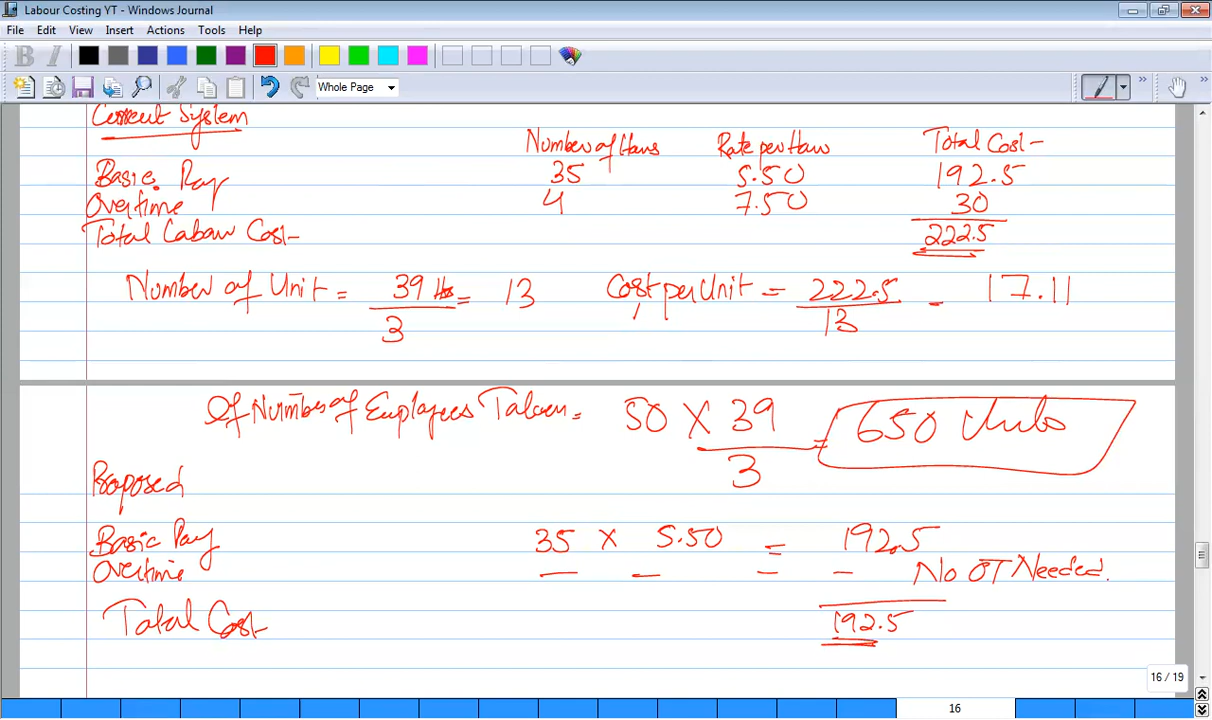 Labour Costing YT - Windows Journal
File Edit View Insert Actions Tools Help
B I
Whole Page
Current System
Number of Hours Rate per Hour Total Cost
Basic Pay 35 5.50 192.5
Overtime 4 7.50 30
Total Labour Cost 222.5
Number of Unit = 39 Hrs / 3 = 13 Cost per Unit = 222.5 / 13 = 17.11
If Number of Employees Taken = 50 X 39 / 3 = 650 Units
Proposed
Basic Pay 35 X 5.50 = 192.5
Overtime — — = — No OT Needed.
Total Cost 192.5
16 / 19
16